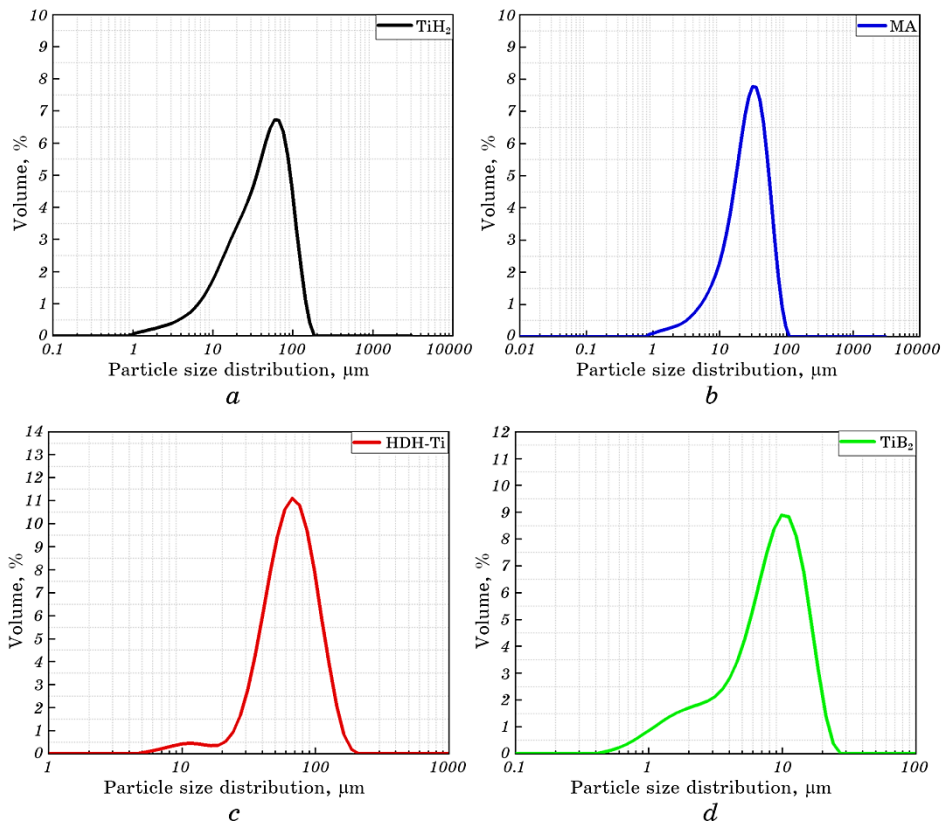 TiH₂
10
9
8
7
6
5
4
3
2
1
0
Volume, %
0.1 1 10 100 1000 10000
Particle size distribution, μm
a
MA
10
9
8
7
6
5
4
3
2
1
0
Volume, %
0.01 0.1 1 10 100 1000 10000
Particle size distribution, μm
b
HDH-Ti
14
13
12
11
10
9
8
7
6
5
4
3
2
1
0
Volume, %
1 10 100 1000
Particle size distribution, μm
c
TiB₂
12
11
10
9
8
7
6
5
4
3
2
1
0
Volume, %
0.1 1 10 100
Particle size distribution, μm
d